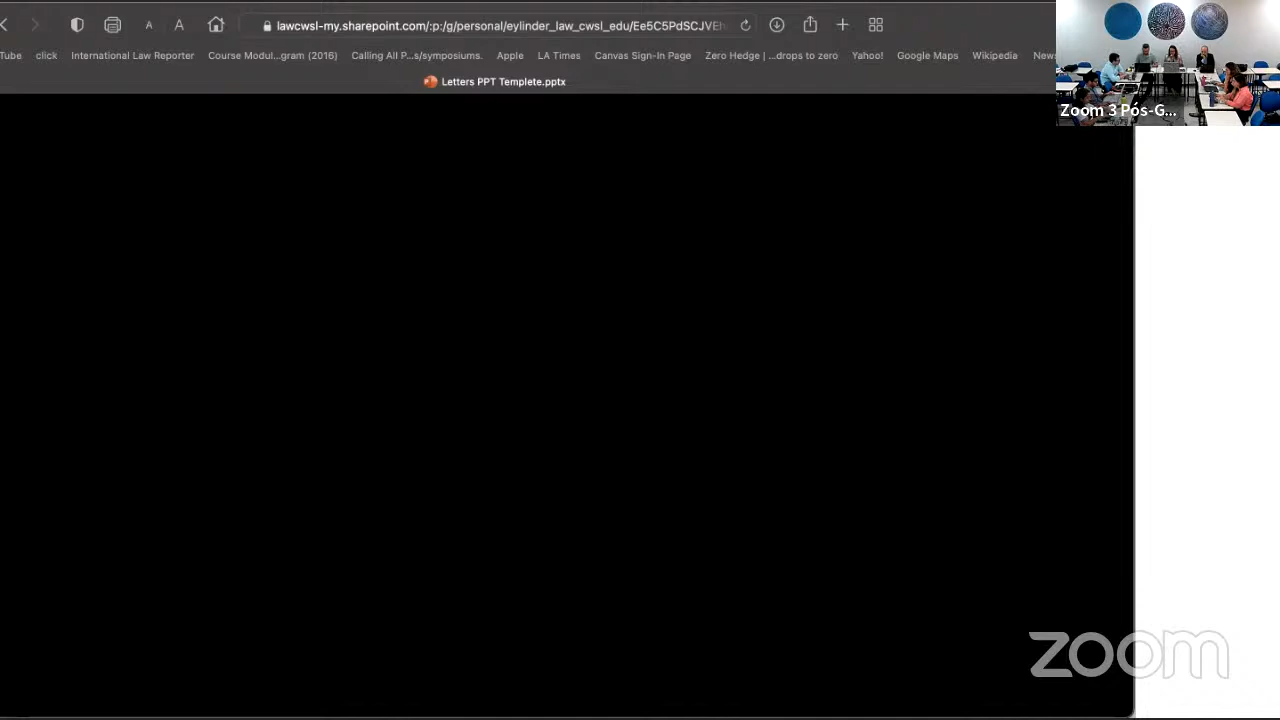 A A lawcwsl-my.sharepoint.com/:p:/g/personal/eylinder_law_cwsl_edu/Ee5C5PdSCJVEh
Tube click International Law Reporter Course Modul...gram (2016) Calling All P...s/symposiums. Apple LA Times Canvas Sign-In Page Zero Hedge | ...drops to zero Yahoo! Google Maps Wikipedia News
Letters PPT Templete.pptx
Zoom 3 Pós-G...
zoom